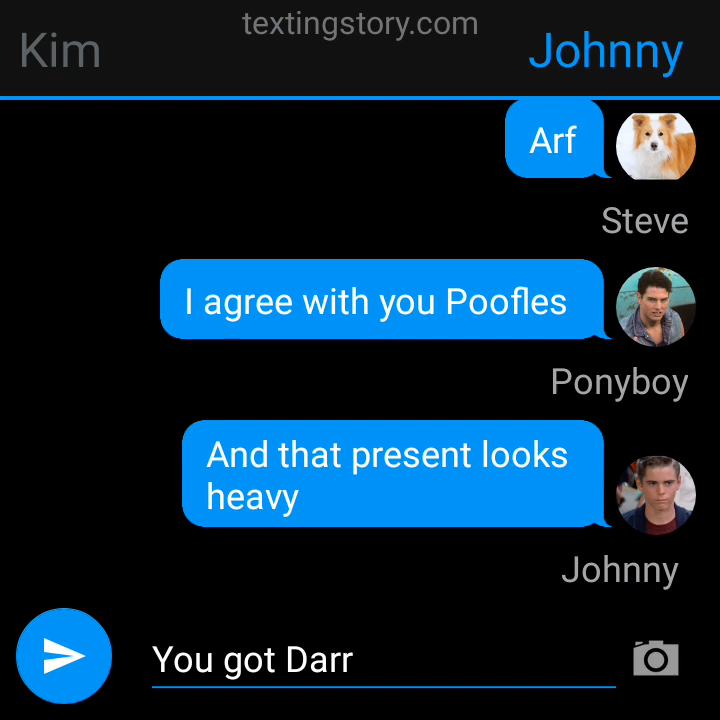 textingstory.com
Kim
Johnny
Arf
Steve
I agree with you Poofles
Ponyboy
And that present looks
heavy
Johnny
You got Darr